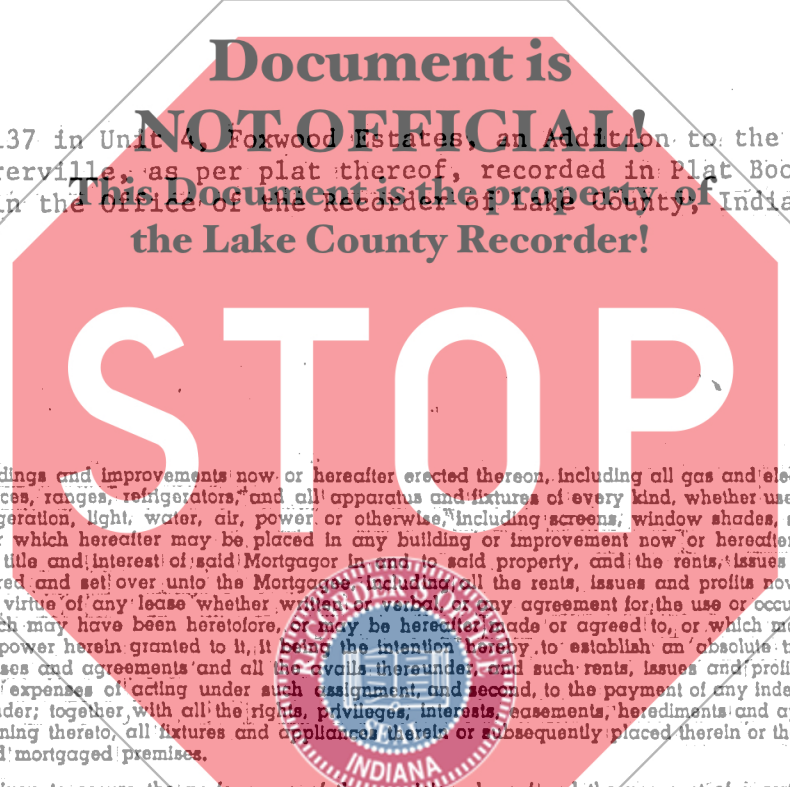 Document is
NOT OFFICIAL!
.37 in Unit 4, Foxwood Estates, an Addition to the
rerville, as per plat thereof, recorded in Plat Boo
This Document is the property of
in the Office of the Recorder of Lake County, India
the Lake County Recorder!
STOP
dings and improvements now or hereafter erected thereon, including all gas and ele
ces, ranges, refrigerators, and all apparatus and fixtures of every kind, whether use
geration, light, water, air, power or otherwise, including screens, window shades, s
r which hereafter may be placed in any building or improvement now or hereafter
title and interest of said Mortgagor in and to said property, and the rents, issues
red and set over unto the Mortgagee, including all the rents, issues and profits nov
virtue of any lease whether written or verbal, or any agreement for the use or occu
ch may have been heretofore, or may be hereafter made or agreed to, or which ma
power herein granted to it, it being the intention hereby to establish an absolute t
ses and agreements and all the avails thereunder, and such rents, issues and profi
expenses of acting under such assignment, and second, to the payment of any inde
der; together with all the rights, privileges, interests, easements, herediments and a
ning thereto, all fixtures and appliances therein or subsequently placed therein or th
d mortgaged premises.
RECORDER'S OFFICE
INDIANA